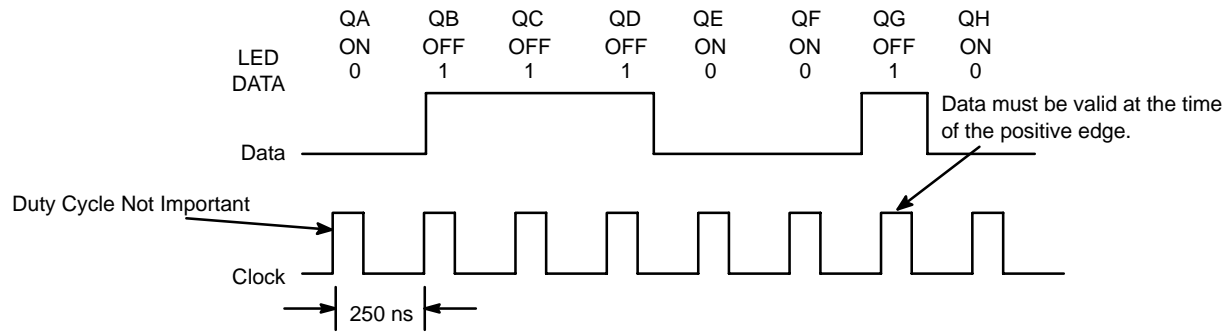 QA QB QC QD QE QF QG QH
ON OFF OFF OFF ON ON OFF ON
LED
DATA
0 1 1 1 0 0 1 0
Data must be valid at the time
of the positive edge.
Data
Duty Cycle Not Important
Clock
250 ns